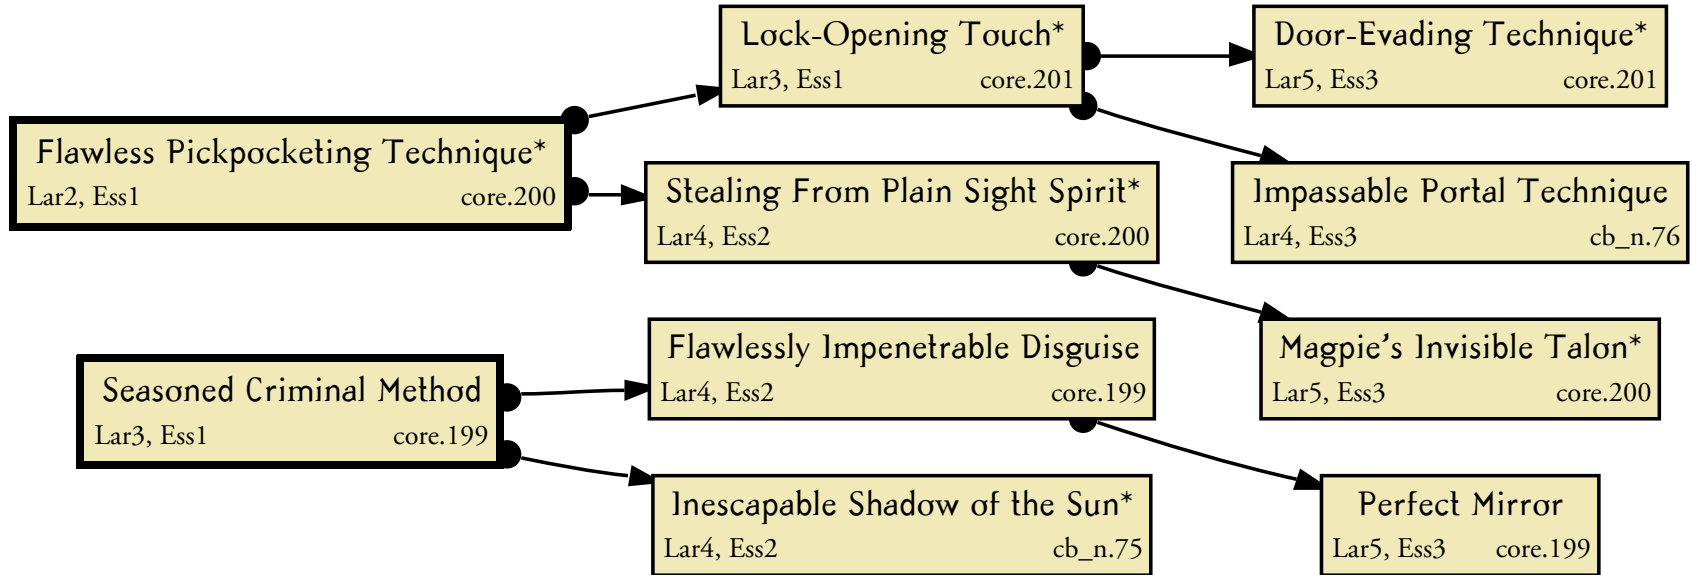 Lock-Opening Touch*
Lar3, Ess1 core.201
Door-Evading Technique*
Lar5, Ess3 core.201
Flawless Pickpocketing Technique*
Lar2, Ess1 core.200
Stealing From Plain Sight Spirit*
Lar4, Ess2 core.200
Impassable Portal Technique
Lar4, Ess3 cb_n.76
Flawlessly Impenetrable Disguise
Lar4, Ess2 core.199
Magpie's Invisible Talon*
Lar5, Ess3 core.200
Seasoned Criminal Method
Lar3, Ess1 core.199
Inescapable Shadow of the Sun*
Lar4, Ess2 cb_n.75
Perfect Mirror
Lar5, Ess3 core.199